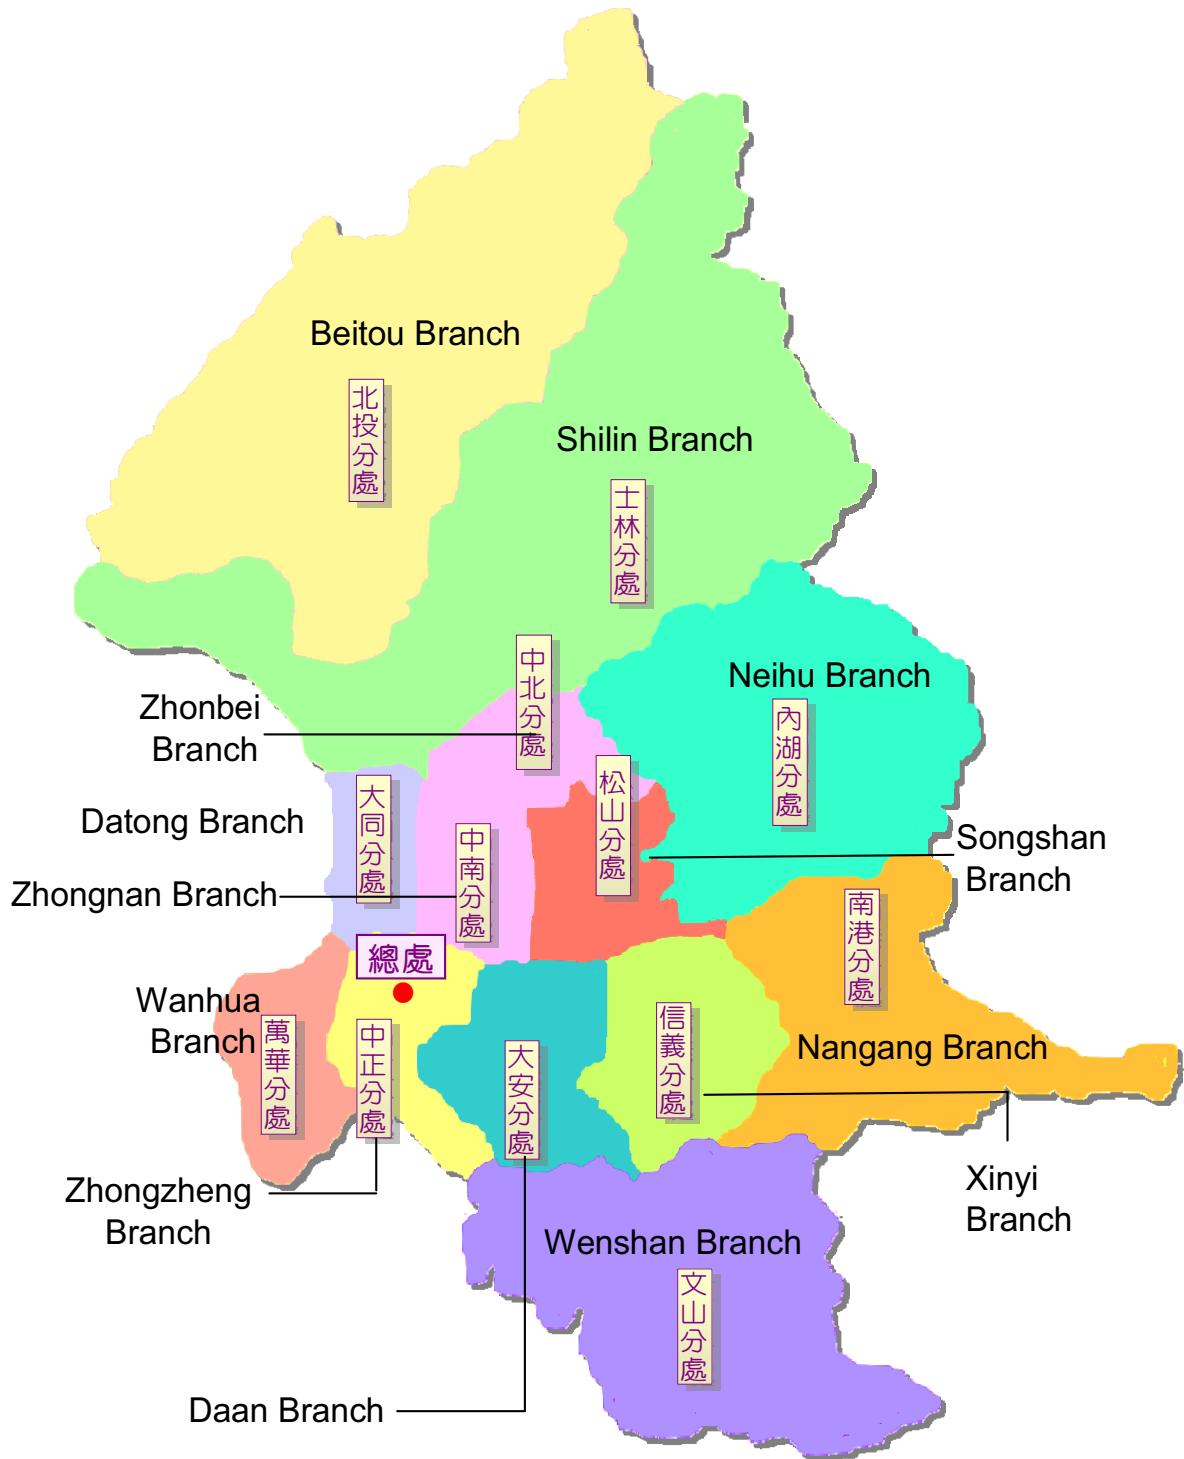 Beitou Branch
北投分處
Shilin Branch
士林分處
中北分處
Zhonbei
Branch
Neihu Branch
內湖分處
松山分處
大同分處
Datong Branch
中南分處
Zhongnan Branch
Songshan
Branch
南港分處
總處
Wanhua
Branch
萬華分處
中正分處
信義分處
大安分處
Nangang Branch
Zhongzheng
Branch
Xinyi
Branch
Wenshan Branch
文山分處
Daan Branch